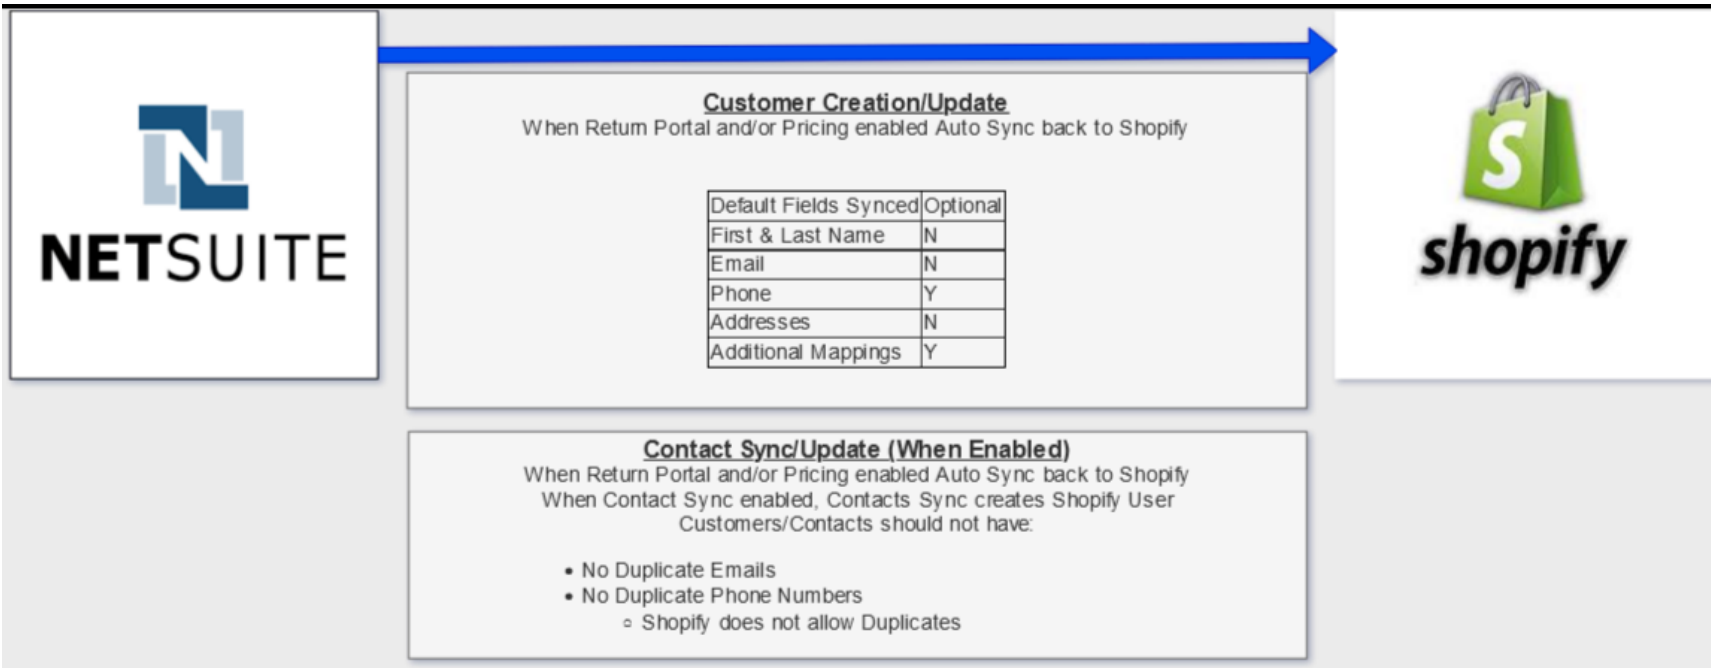 NETSUITE
Customer Creation/Update
When Return Portal and/or Pricing enabled Auto Sync back to Shopify
Default Fields Synced Optional
First & Last Name N
Email N
Phone Y
Addresses N
Additional Mappings Y
S
shopify
Contact Sync/Update (When Enabled)
When Return Portal and/or Pricing enabled Auto Sync back to Shopify
When Contact Sync enabled, Contacts Sync creates Shopify User
Customers/Contacts should not have:
• No Duplicate Emails
• No Duplicate Phone Numbers
○ Shopify does not allow Duplicates